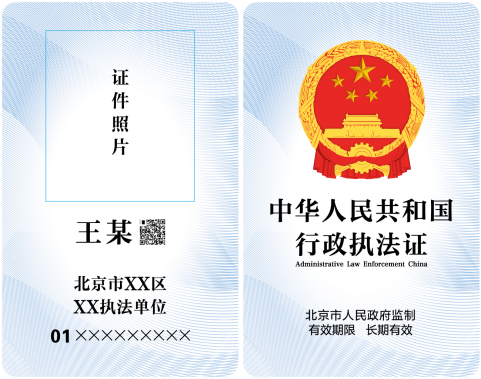 证
件
照
片
王某
北京市XX区
XX执法单位
01×××××××××
中华人民共和国
行政执法证
Administrative Law Enforcement China
北京市人民政府监制
有效期限 长期有效